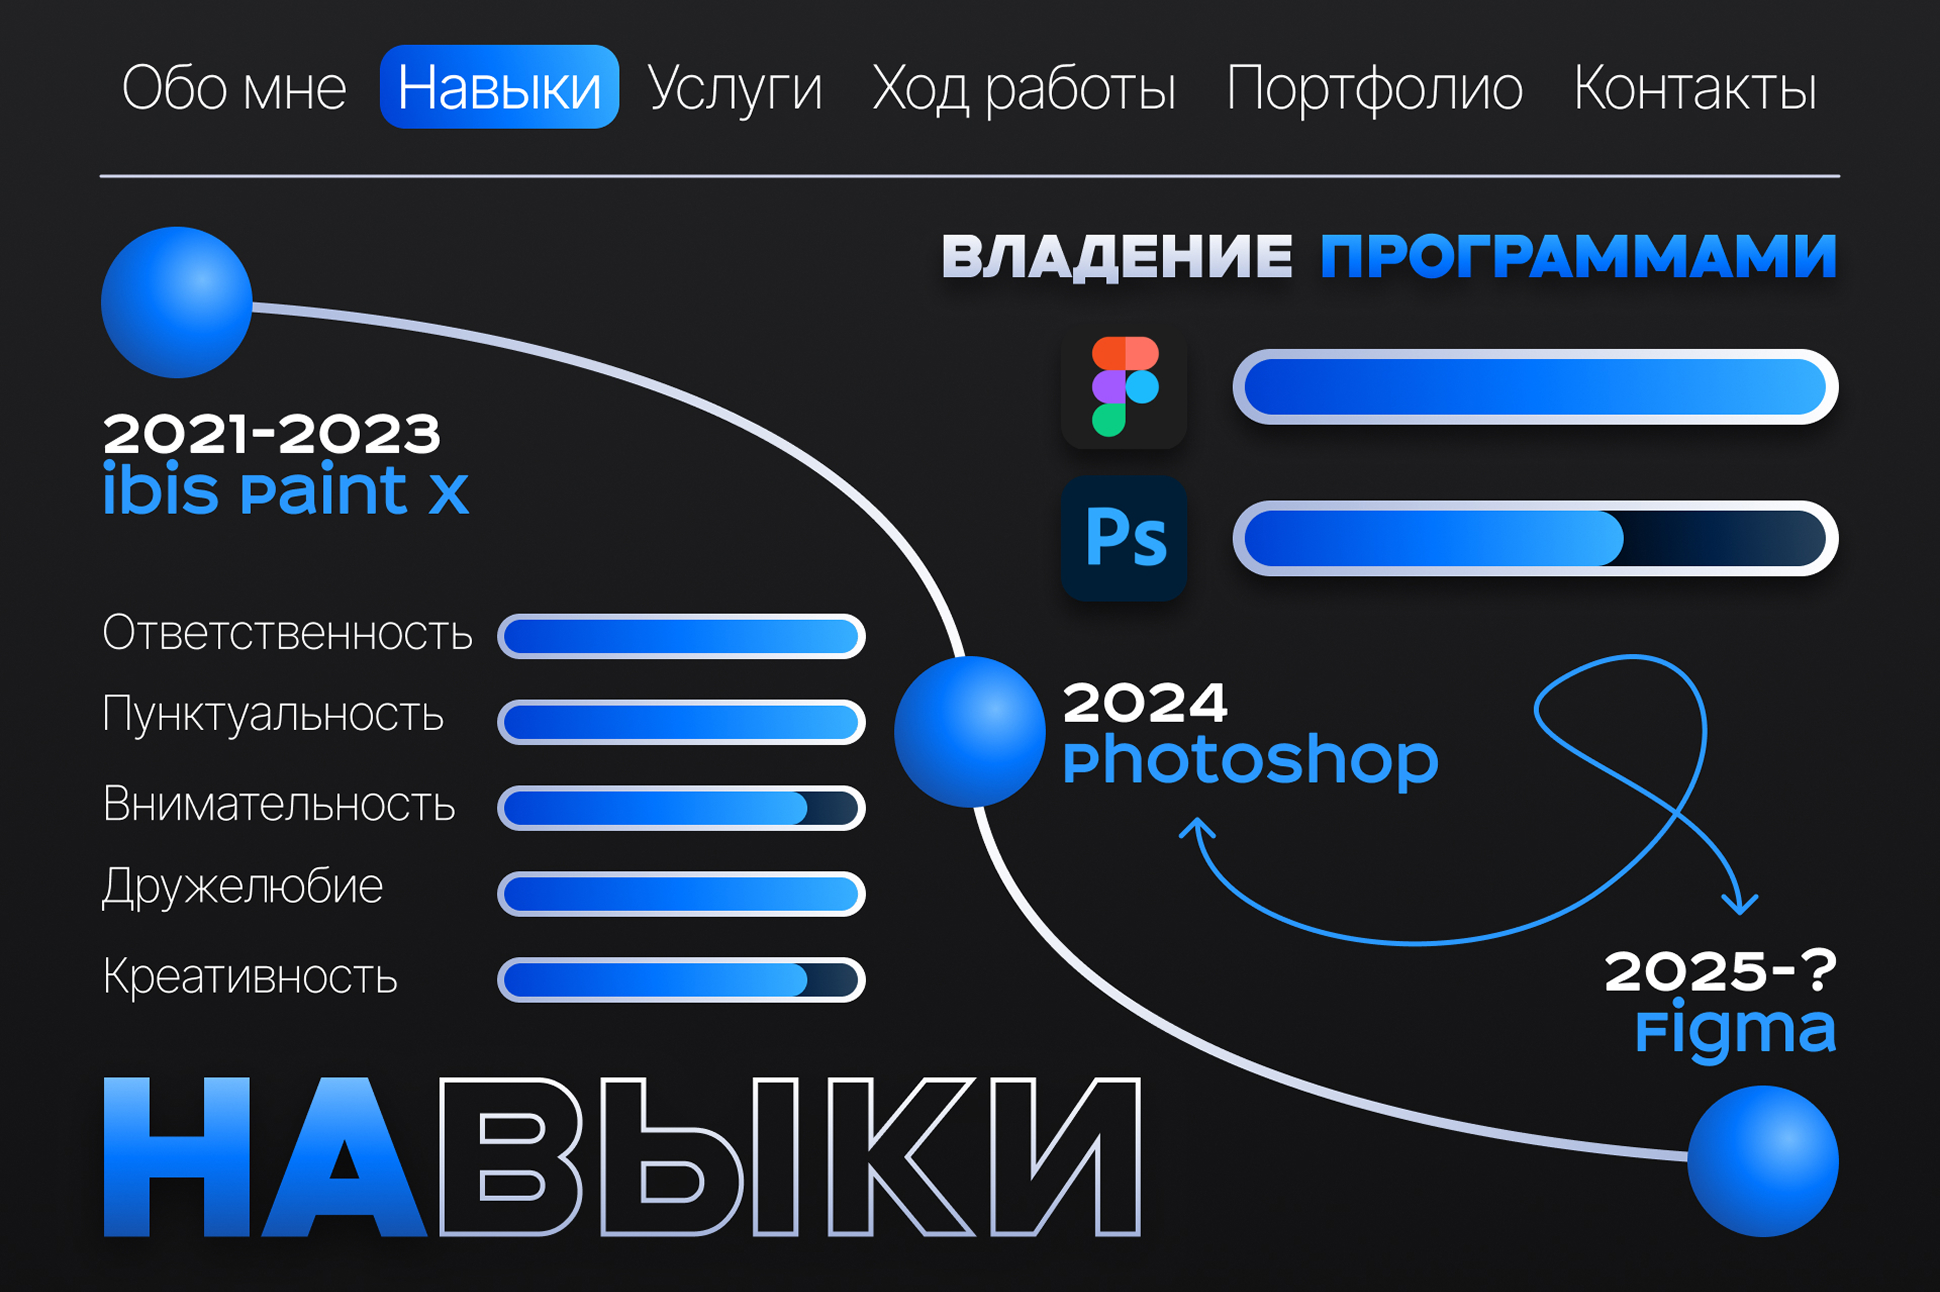 Обо мне Навыки Услуги Ход работы Портфолио Контакты
ВЛАДЕНИЕ ПРОГРАММАМИ
2021-2023
ibis paint x
Ps
Ответственность
Пунктуальность
Внимательность
Дружелюбие
Креативность
2024
Photoshop
2025-?
Figma
НАВЫКИ